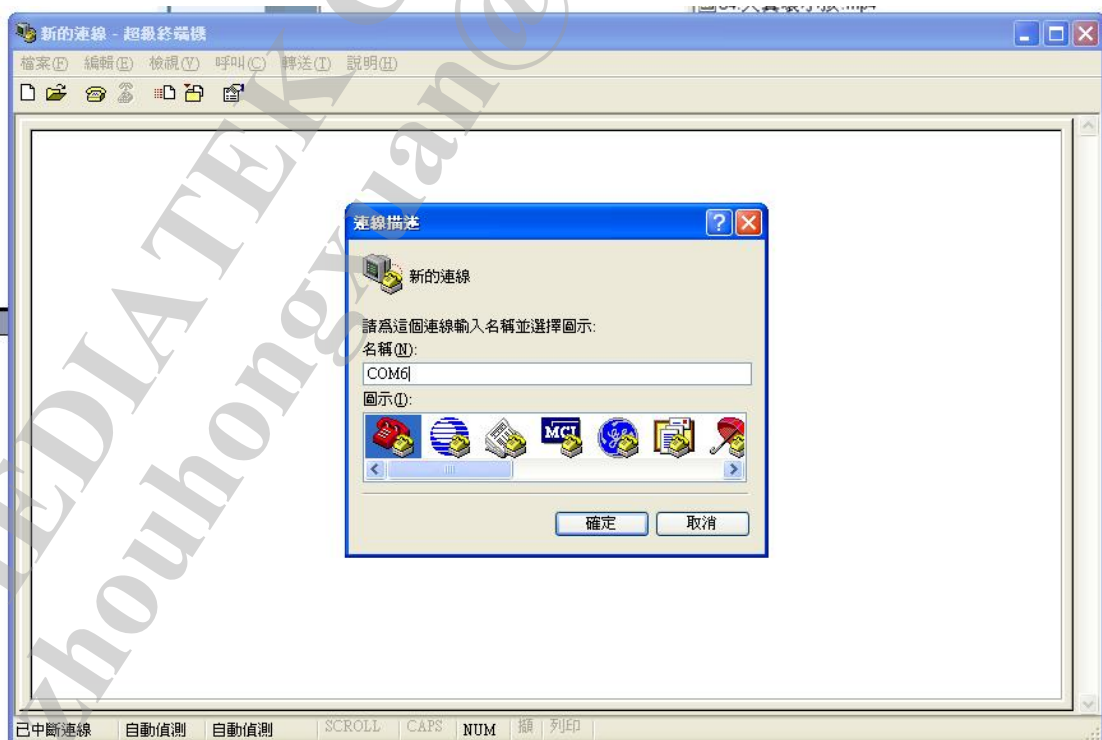 新的連線 - 超級終端機
檔案(F) 編輯(E) 檢視(V) 呼叫(C) 轉送(T) 說明(H)
連線描述
新的連線
請為這個連線輸入名稱並選擇圖示:
名稱(N):
COM6
圖示(I):
MCI
確定 取消
已中斷連線 自動偵測 自動偵測 SCROLL CAPS NUM 擷 列印
EDIATEK
zhouhongxuan@